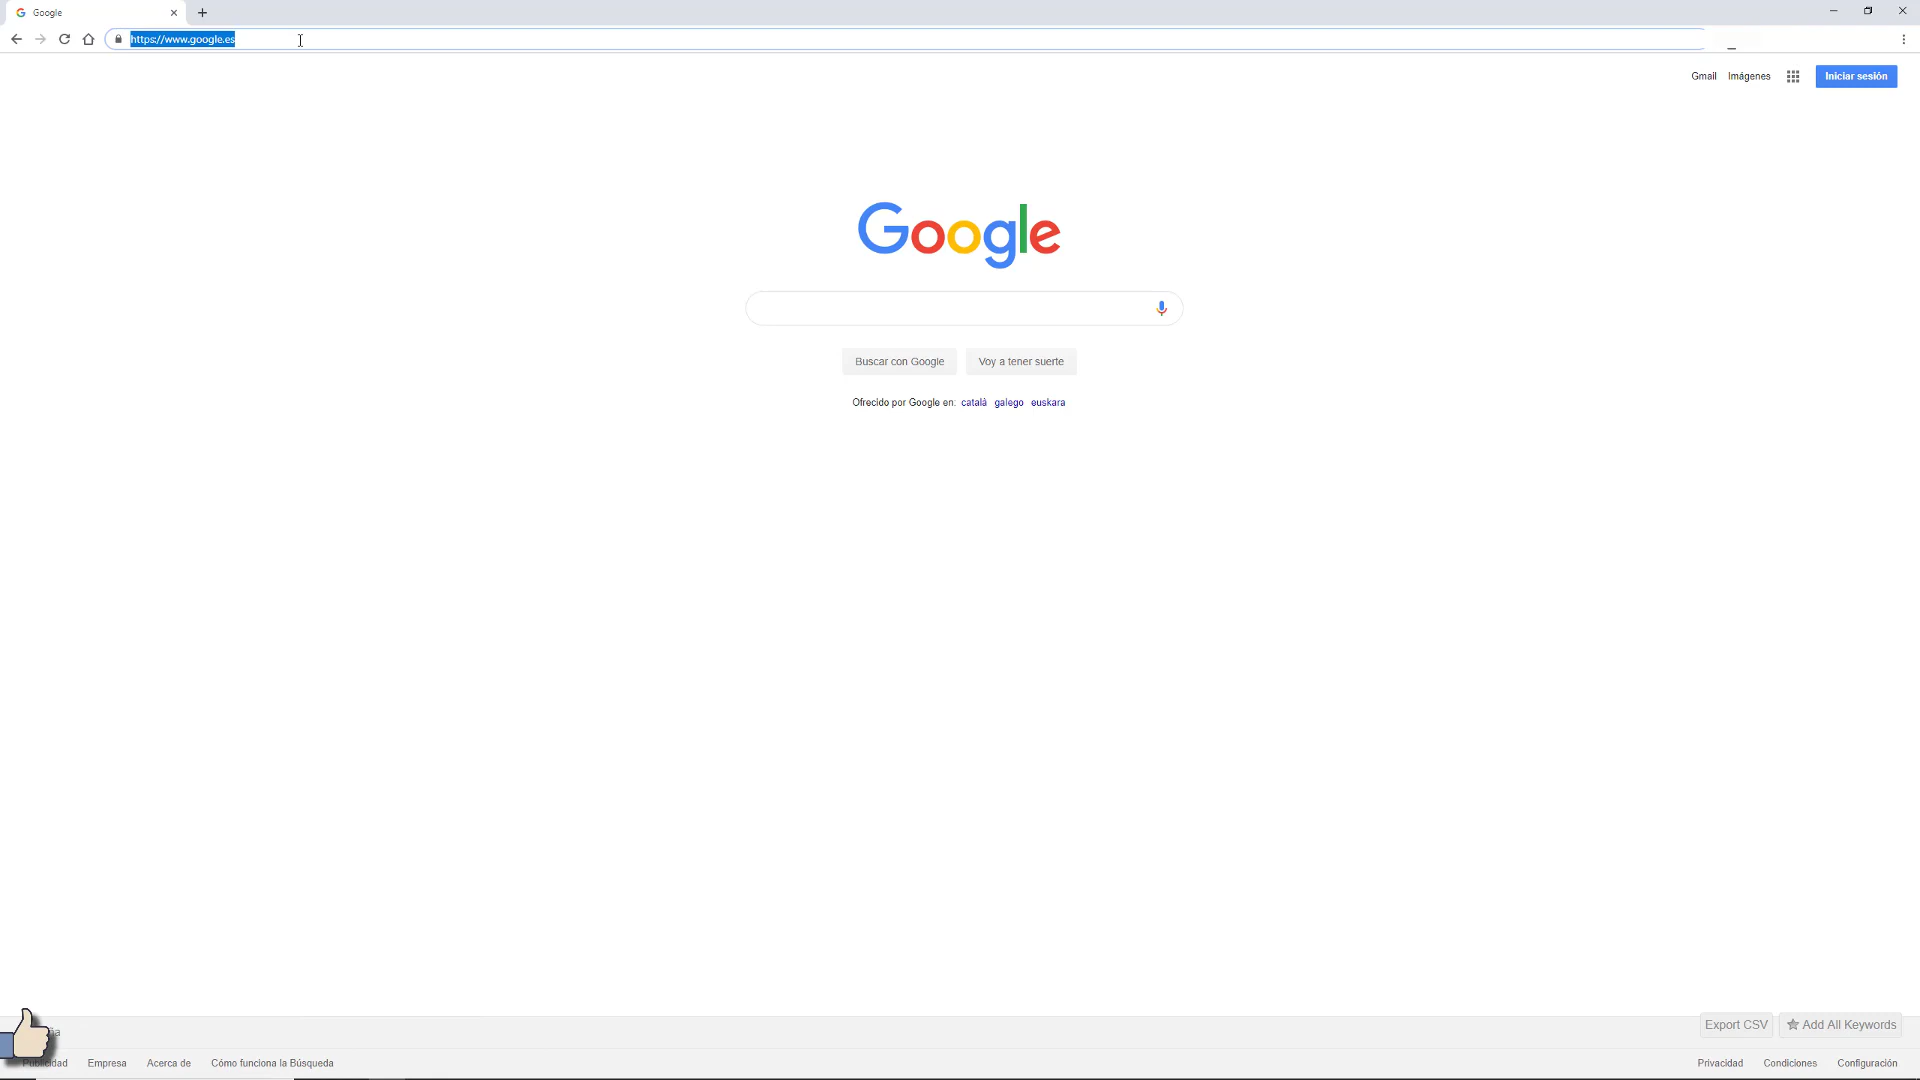 Google
https://www.google.es
Gmail Imágenes Iniciar sesión
Google
Buscar con Google Voy a tener suerte
Ofrecido por Google en: català galego euskara
Export CSV Add All Keywords
Publicidad Empresa Acerca de Cómo funciona la Búsqueda Privacidad Condiciones Configuración